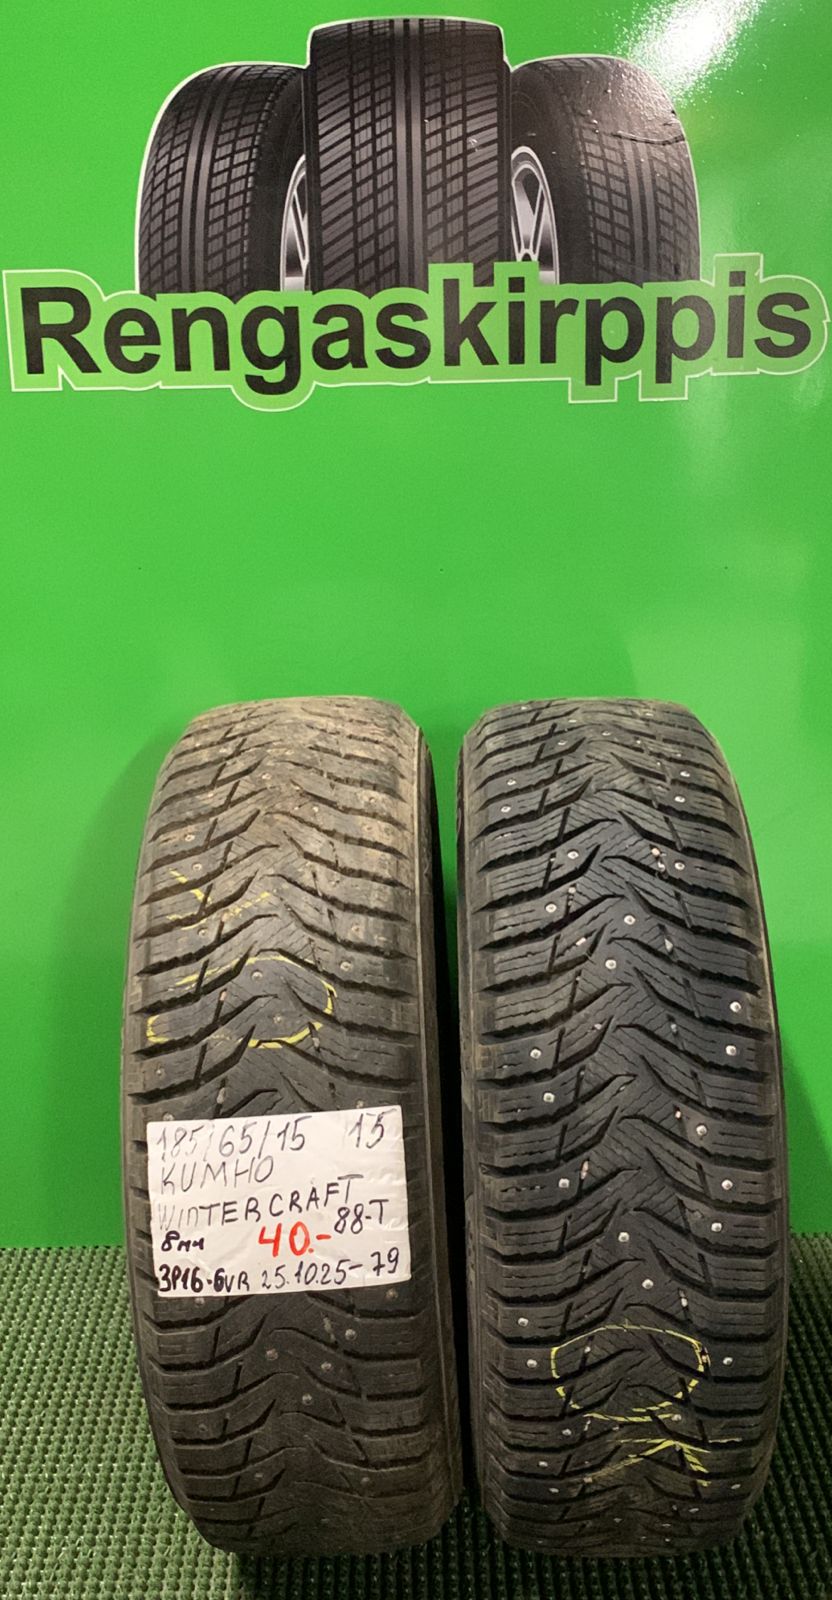 Rengaskirppis
185/65/15 15
KUMHO
WINTERCRAFT
8mm 40.- 88-T
3P16-6VR 25.10.25-79